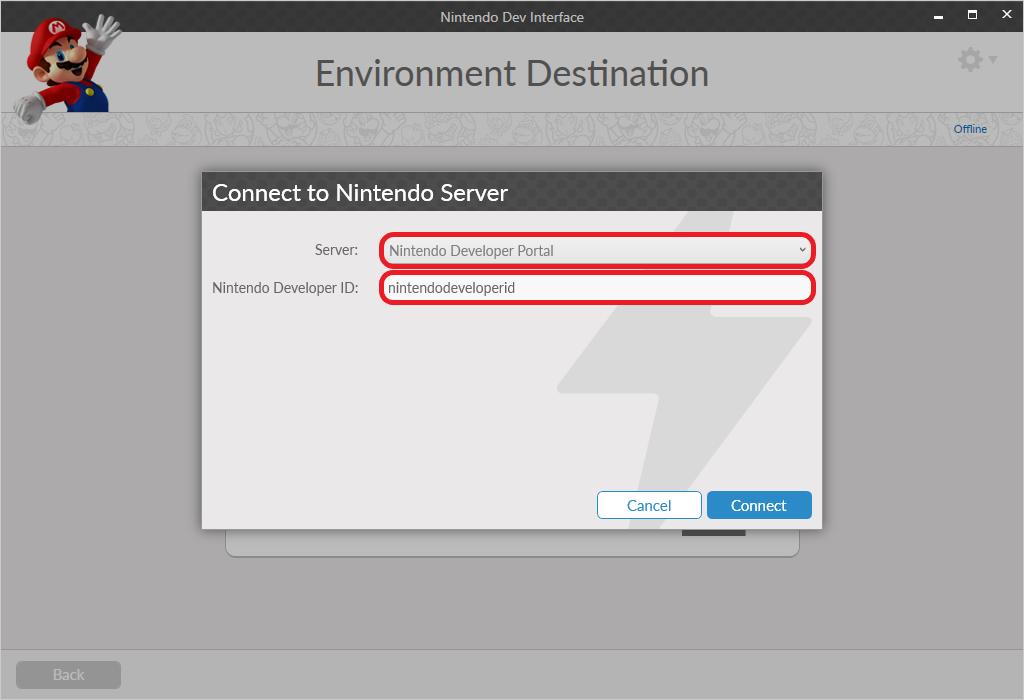 Nintendo Dev Interface
Environment Destination
Offline
Connect to Nintendo Server
Server: Nintendo Developer Portal
Nintendo Developer ID: nintendodeveloperid
Cancel Connect
Back